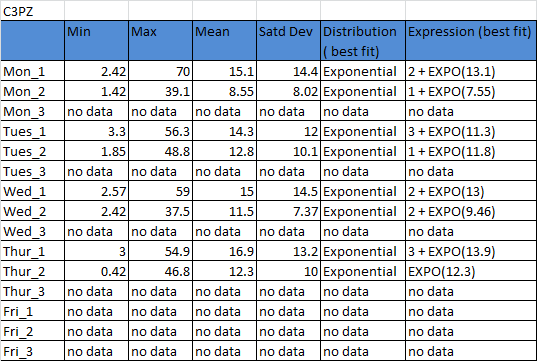 C3PZ
Min Max Mean Satd Dev Distribution ( best fit) Expression (best fit)
Mon_1 2.42 70 15.1 14.4 Exponential 2 + EXPO(13.1)
Mon_2 1.42 39.1 8.55 8.02 Exponential 1 + EXPO(7.55)
Mon_3 no data no data no data no data no data no data
Tues_1 3.3 56.3 14.3 12 Exponential 3 + EXPO(11.3)
Tues_2 1.85 48.8 12.8 10.1 Exponential 1 + EXPO(11.8)
Tues_3 no data no data no data no data no data no data
Wed_1 2.57 59 15 14.5 Exponential 2 + EXPO(13)
Wed_2 2.42 37.5 11.5 7.37 Exponential 2 + EXPO(9.46)
Wed_3 no data no data no data no data no data no data
Thur_1 3 54.9 16.9 13.2 Exponential 3 + EXPO(13.9)
Thur_2 0.42 46.8 12.3 10 Exponential EXPO(12.3)
Thur_3 no data no data no data no data no data no data
Fri_1 no data no data no data no data no data no data
Fri_2 no data no data no data no data no data no data
Fri_3 no data no data no data no data no data no data